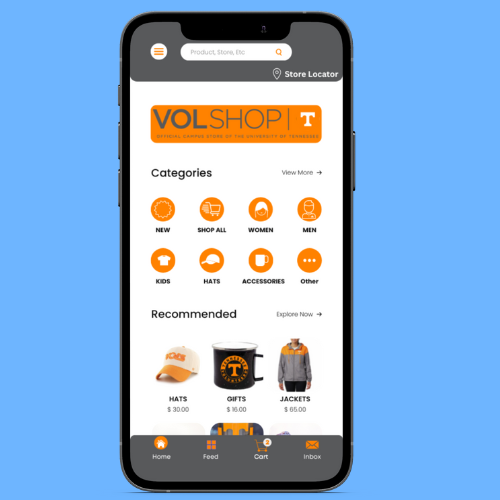 Product, Store, Etc
Store Locator
VOLSHOP | T
OFFICIAL CAMPUS STORE OF THE UNIVERSITY OF TENNESSEE
Categories
View More →
NEW
SHOP ALL
WOMEN
MEN
KIDS
HATS
ACCESSORIES
Other
Recommended
Explore Now →
VOLS
TENNESSEE
T
VOLUNTEERS
HATS
GIFTS
JACKETS
$ 30.00
$ 16.00
$ 65.00
2
Home
Feed
Cart
Inbox